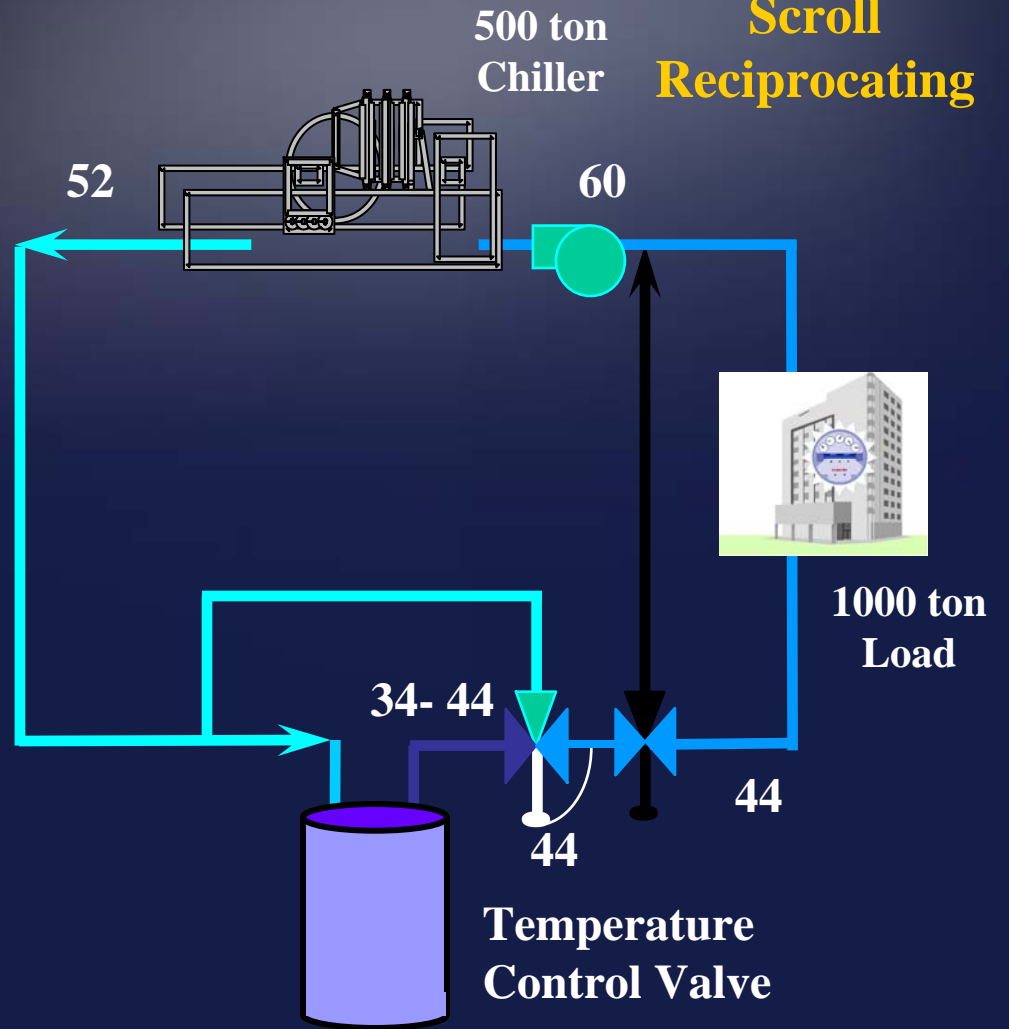 500 ton
Chiller
Scroll
Reciprocating
52
60
1000 ton
Load
34- 44
44
44
Temperature
Control Valve